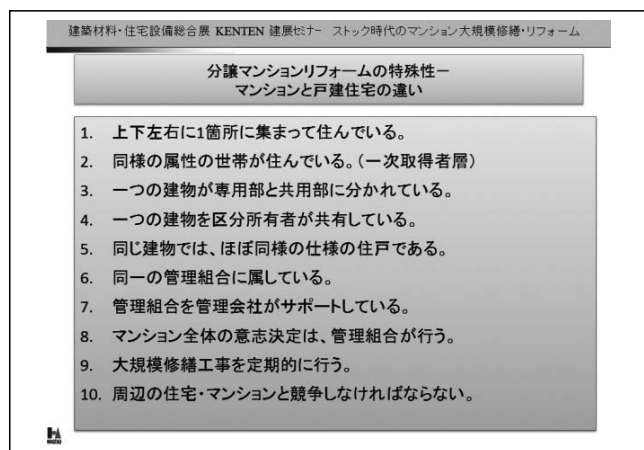 建築材料・住宅設備総合展 KENTEN 建展セミナー ストック時代のマンション大規模修繕・リフォーム
分譲マンションリフォームの特殊性－
マンションと戸建住宅の違い
1. 上下左右に1箇所に集まって住んでいる。
2. 同様の属性の世帯が住んでいる。（一次取得者層）
3. 一つの建物が専用部と共用部に分かれている。
4. 一つの建物を区分所有者が共有している。
5. 同じ建物では、ほぼ同様の仕様の住戸である。
6. 同一の管理組合に属している。
7. 管理組合を管理会社がサポートしている。
8. マンション全体の意志決定は、管理組合が行う。
9. 大規模修繕工事を定期的に行う。
10. 周辺の住宅・マンションと競争しなければならない。